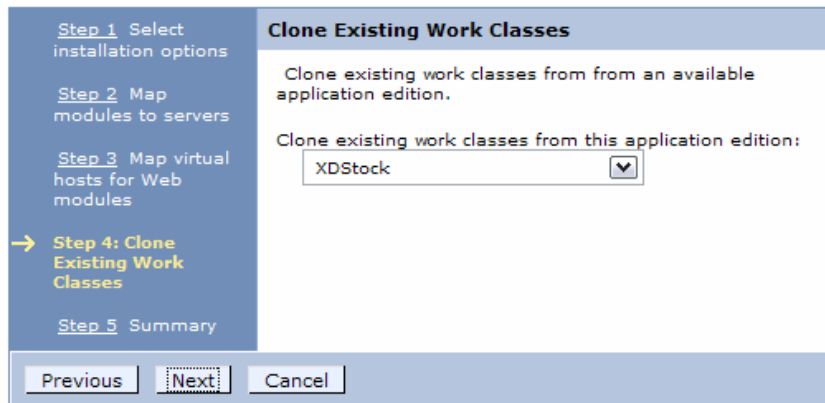 Step 1 Select
installation options
Step 2 Map
modules to servers
Step 3 Map virtual
hosts for Web
modules
Step 4: Clone
Existing Work
Classes
Step 5 Summary
Clone Existing Work Classes
Clone existing work classes from from an available
application edition.
Clone existing work classes from this application edition:
XDStock
Previous Next Cancel